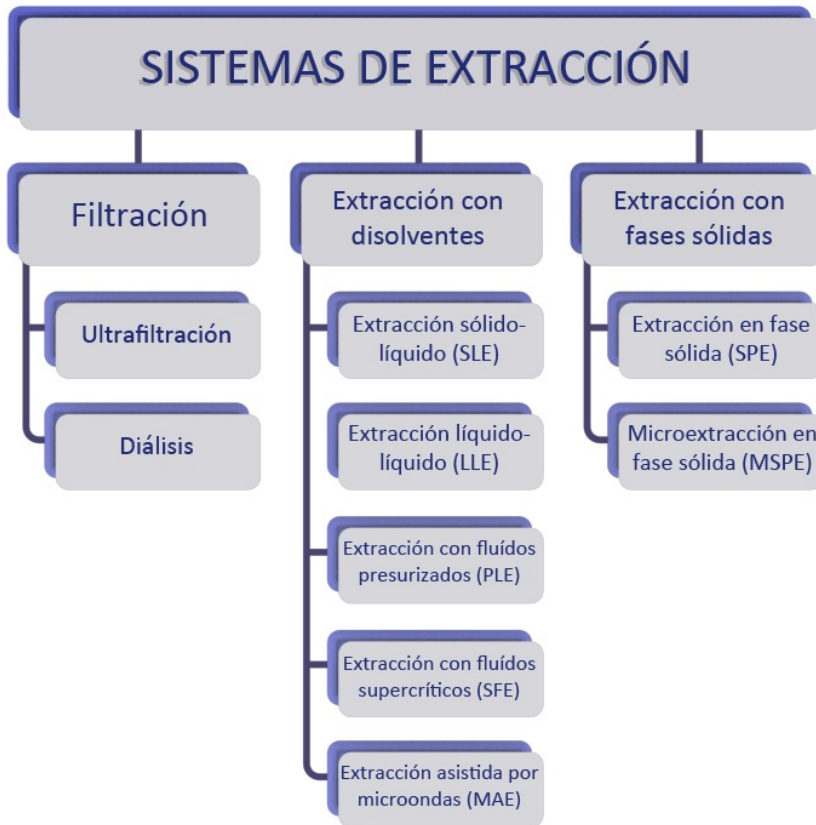 SISTEMAS DE EXTRACCIÓN
Filtración
Ultrafiltración
Diálisis
Extracción con
disolventes
Extracción sólido-
líquido (SLE)
Extracción líquido-
líquido (LLE)
Extracción con fluídos
presurizados (PLE)
Extracción con fluídos
supercríticos (SFE)
Extracción asistida por
microondas (MAE)
Extracción con
fases sólidas
Extracción en fase
sólida (SPE)
Microextracción en
fase sólida (MSPE)